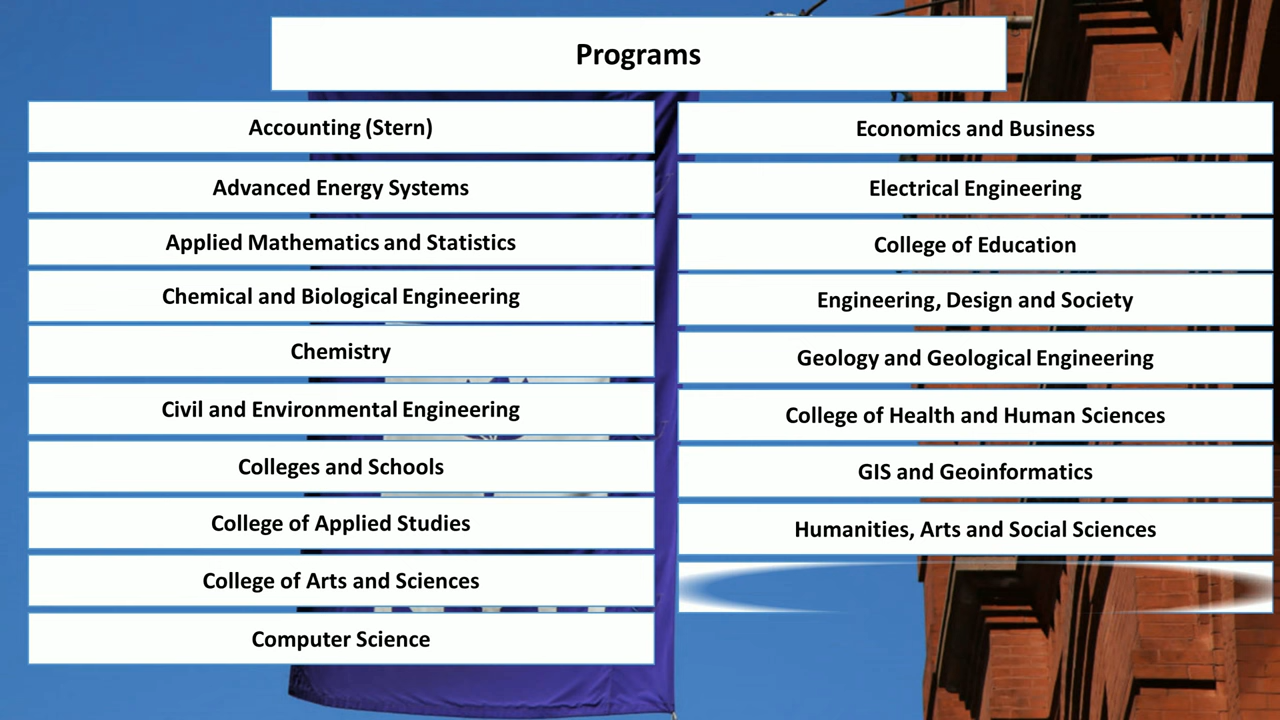 Programs
Accounting (Stern)
Advanced Energy Systems
Applied Mathematics and Statistics
Chemical and Biological Engineering
Chemistry
Civil and Environmental Engineering
Colleges and Schools
College of Applied Studies
College of Arts and Sciences
Computer Science
Economics and Business
Electrical Engineering
College of Education
Engineering, Design and Society
Geology and Geological Engineering
College of Health and Human Sciences
GIS and Geoinformatics
Humanities, Arts and Social Sciences